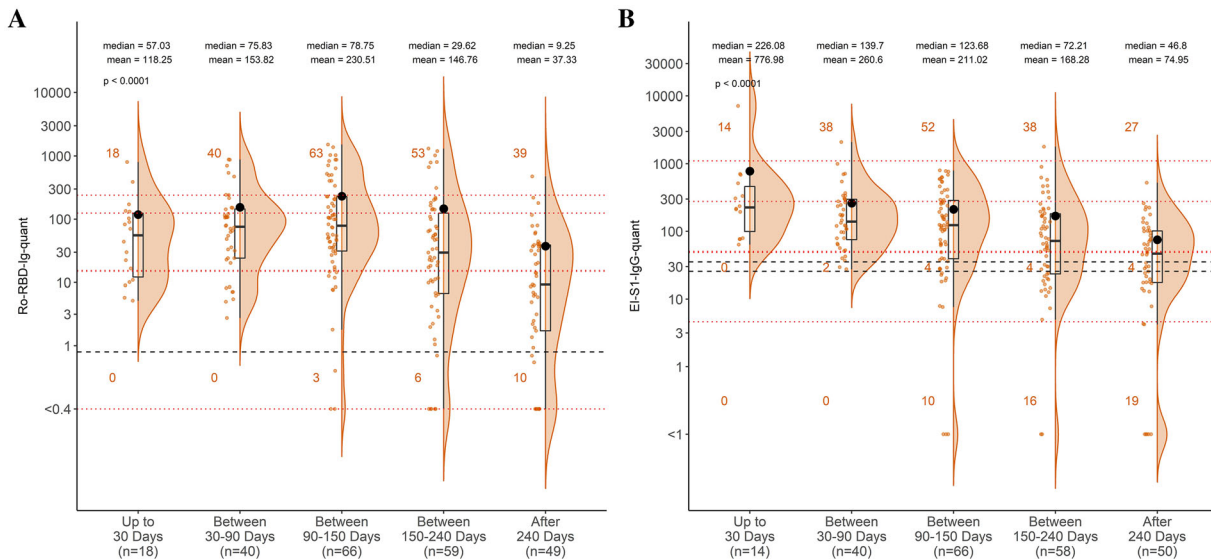 A
median = 57.03
mean = 118.25
median = 75.83
mean = 153.82
median = 78.75
mean = 230.51
median = 29.62
mean = 146.76
median = 9.25
mean = 37.33
p < 0.0001
Ro-RBD-Ig-quant
10000
3000
1000
300
100
30
10
3
1
<0.4
18
40
63
53
39
0
0
3
6
10
Up to
30 Days
(n=18)
Between
30-90 Days
(n=40)
Between
90-150 Days
(n=66)
Between
150-240 Days
(n=59)
After
240 Days
(n=49)
B
median = 226.08
mean = 776.98
median = 139.7
mean = 260.6
median = 123.68
mean = 211.02
median = 72.21
mean = 168.28
median = 46.8
mean = 74.95
p < 0.0001
EI-S1-IgG-quant
30000
10000
3000
1000
300
100
30
10
3
1
<1
14
38
52
38
27
0
2
4
4
4
0
0
10
16
19
Up to
30 Days
(n=14)
Between
30-90 Days
(n=40)
Between
90-150 Days
(n=66)
Between
150-240 Days
(n=58)
After
240 Days
(n=50)